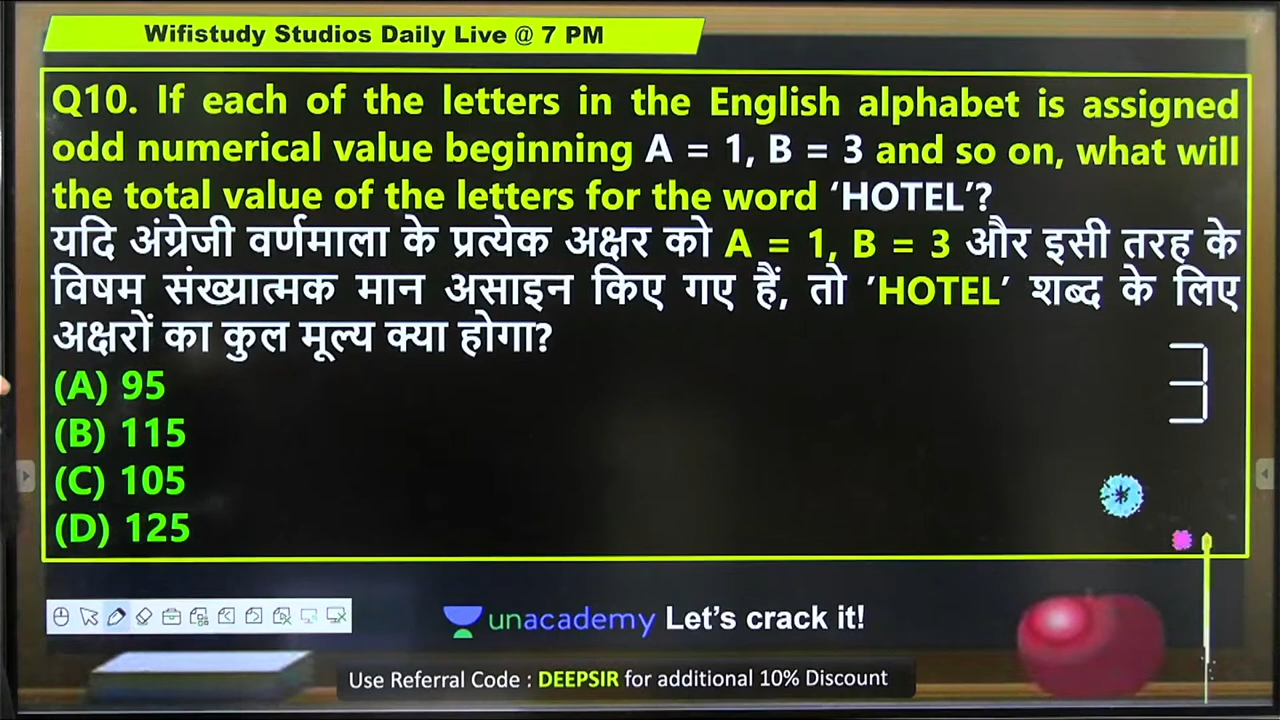 Wifistudy Studios Daily Live @ 7 PM
Q10. If each of the letters in the English alphabet is assigned
odd numerical value beginning A = 1, B = 3 and so on, what will
the total value of the letters for the word ‘HOTEL’?
यदि अंग्रेजी वर्णमाला के प्रत्येक अक्षर को A = 1, B = 3 और इसी तरह के
विषम संख्यात्मक मान असाइन किए गए हैं, तो ’HOTEL’ शब्द के लिए
अक्षरों का कुल मूल्य क्या होगा?
(A) 95
(B) 115
(C) 105
(D) 125
3
unacademy Let’s crack it!
Use Referral Code : DEEPSIR for additional 10% Discount